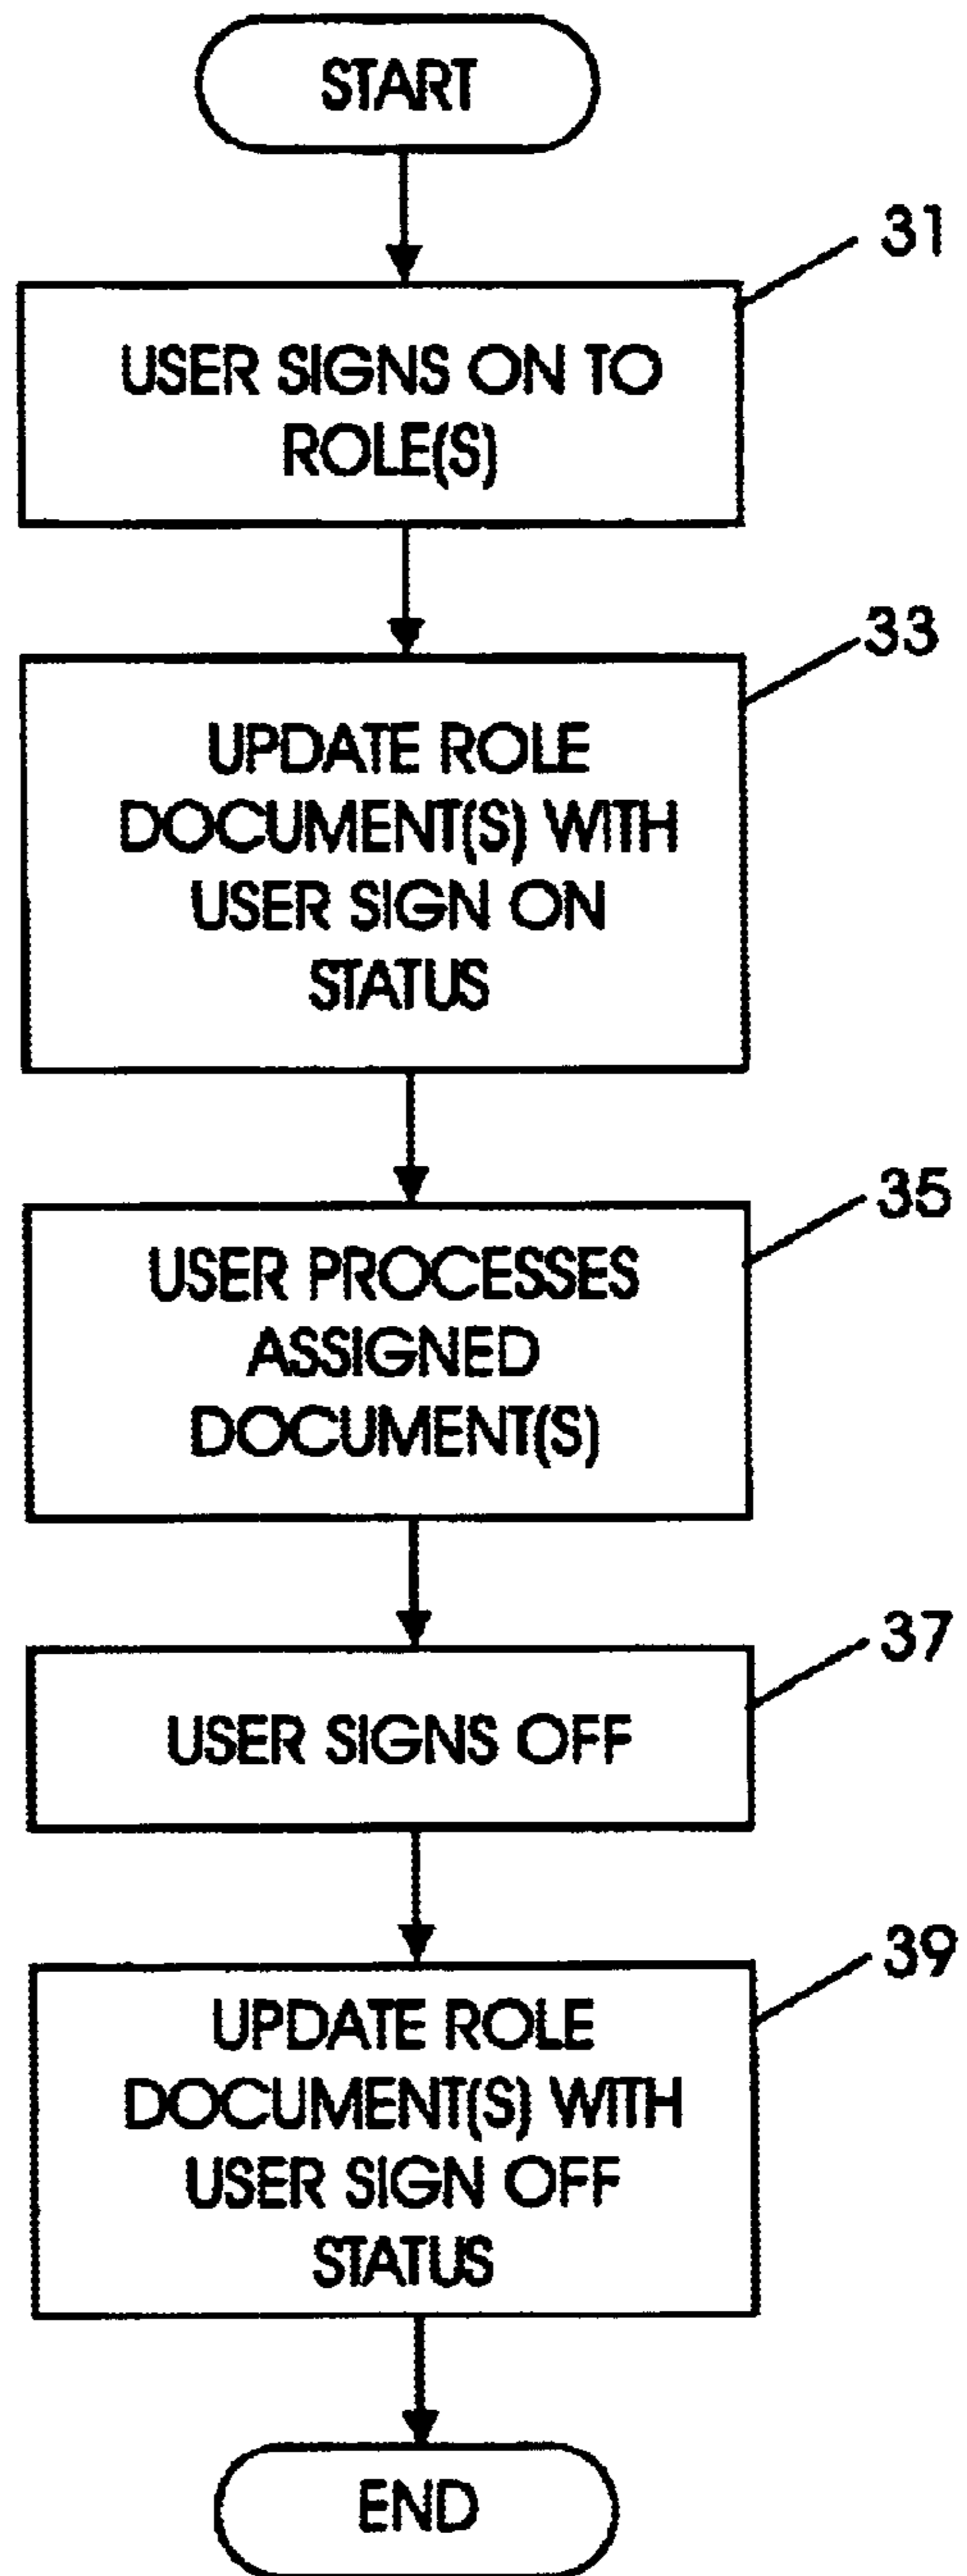 START
31
USER SIGNS ON TO
ROLE(S)
33
UPDATE ROLE
DOCUMENT(S) WITH
USER SIGN ON
STATUS
35
USER PROCESSES
ASSIGNED
DOCUMENT(S)
37
USER SIGNS OFF
39
UPDATE ROLE
DOCUMENT(S) WITH
USER SIGN OFF
STATUS
END